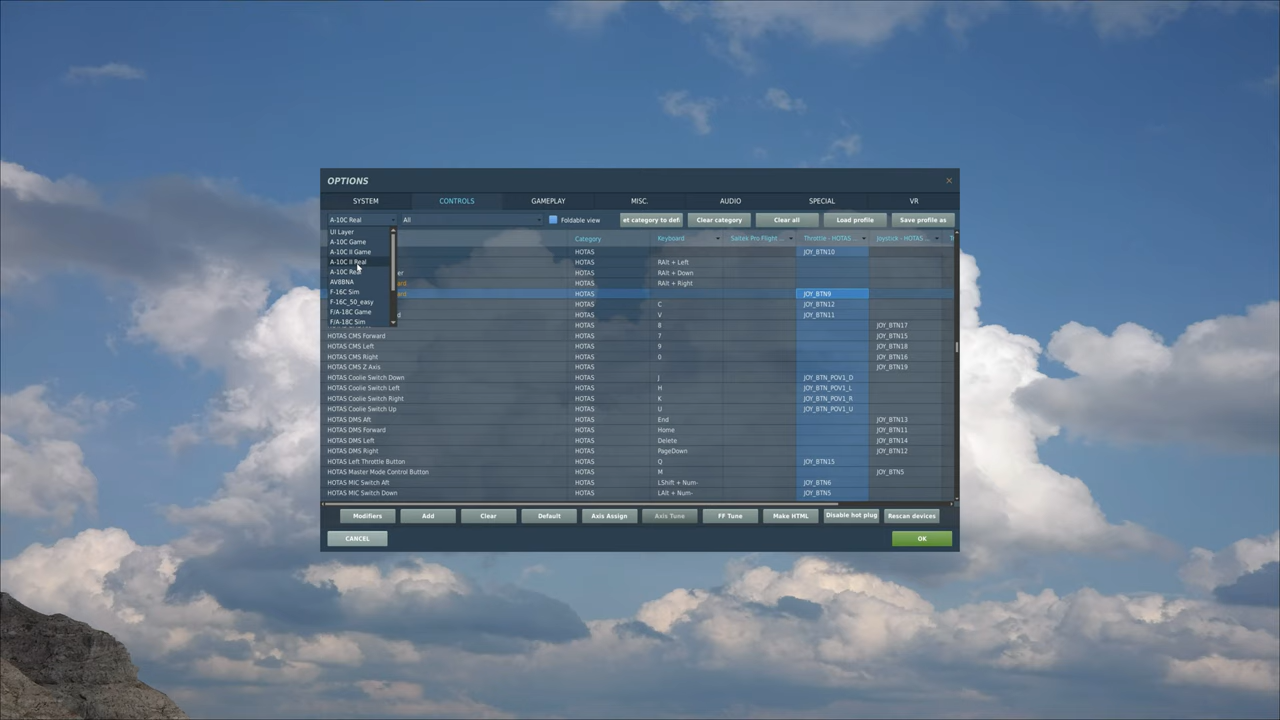 OPTIONS
SYSTEM CONTROLS GAMEPLAY MISC. AUDIO SPECIAL VR
A-10C Real All Foldable view et category to defa Clear category Clear all Load profile Save profile as
UI Layer
A-10C Game
A-10C II Game
A-10C II Real
A-10C Real
AV8BNA
F-16C Sim
F-16C_50_easy
F/A-18C Game
F/A-18C Sim
Category Keyboard Saitek Pro Flight ... Throttle - HOTAS... Joystick - HOTAS...
HOTAS JOY_BTN10
HOTAS RAlt + Left
er HOTAS RAlt + Down
ard HOTAS RAlt + Right
ard HOTAS JOY_BTN9
HOTAS C JOY_BTN12
d HOTAS V JOY_BTN11
HOTAS 8 JOY_BTN17
HOTAS CMS Forward HOTAS 7 JOY_BTN15
HOTAS CMS Left HOTAS 9 JOY_BTN18
HOTAS CMS Right HOTAS 0 JOY_BTN16
HOTAS CMS Z Axis HOTAS JOY_BTN19
HOTAS Coolie Switch Down HOTAS J JOY_BTN_POV1_D
HOTAS Coolie Switch Left HOTAS H JOY_BTN_POV1_L
HOTAS Coolie Switch Right HOTAS K JOY_BTN_POV1_R
HOTAS Coolie Switch Up HOTAS U JOY_BTN_POV1_U
HOTAS DMS Aft HOTAS End JOY_BTN13
HOTAS DMS Forward HOTAS Home JOY_BTN11
HOTAS DMS Left HOTAS Delete JOY_BTN14
HOTAS DMS Right HOTAS PageDown JOY_BTN12
HOTAS Left Throttle Button HOTAS Q JOY_BTN15
HOTAS Master Mode Control Button HOTAS M JOY_BTN5
HOTAS MIC Switch Aft HOTAS LShift + Num- JOY_BTN6
HOTAS MIC Switch Down HOTAS LAlt + Num- JOY_BTN5
Modifiers Add Clear Default Axis Assign Axis Tune FF Tune Make HTML Disable hot plug Rescan devices
CANCEL OK